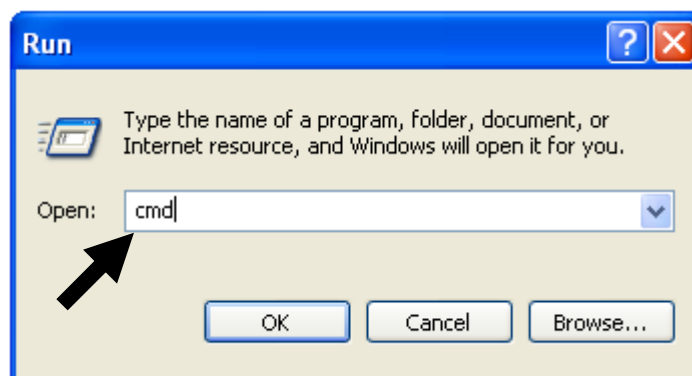 Run
Type the name of a program, folder, document, or
Internet resource, and Windows will open it for you.
Open: cmd
OK Cancel Browse...